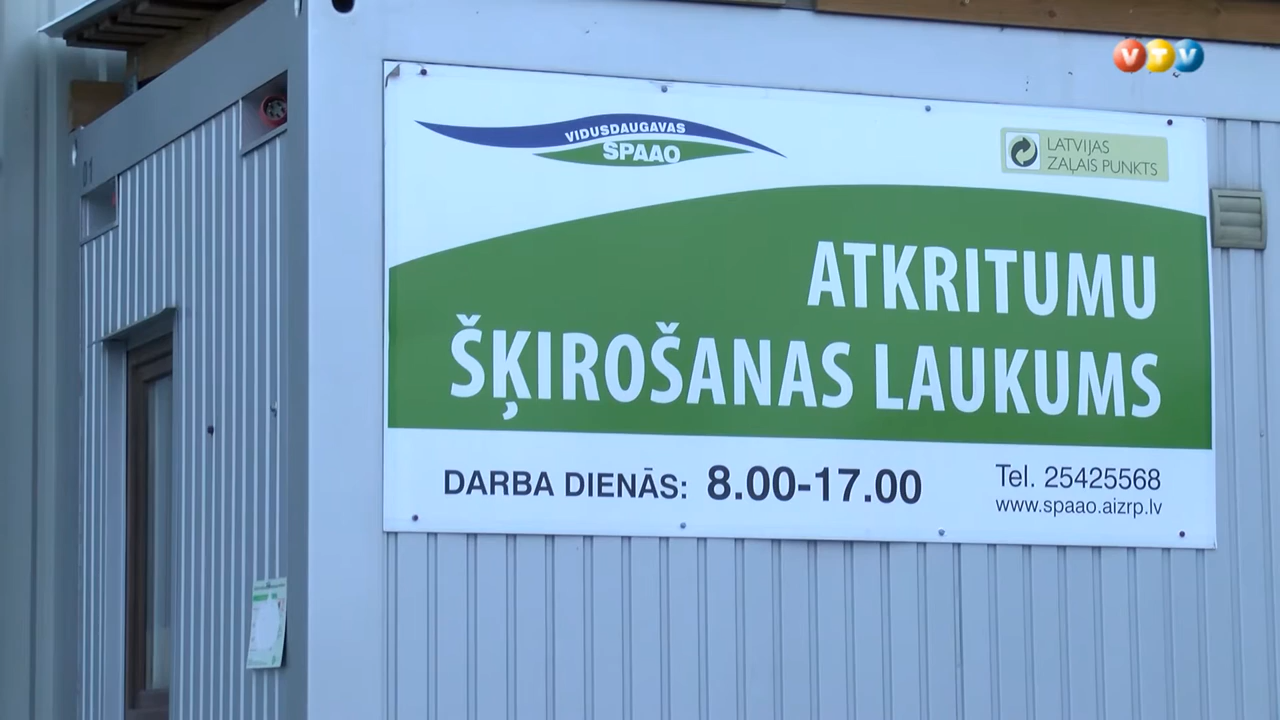 VTV
VIDUSDAUGAVAS
SPAAO
LATVIJAS
ZAĻAIS PUNKTS
ATKRITUMU
ŠĶIROŠANAS LAUKUMS
DARBA DIENĀS: 8.00-17.00
Tel. 25425568
www.spaao.aizrp.lv